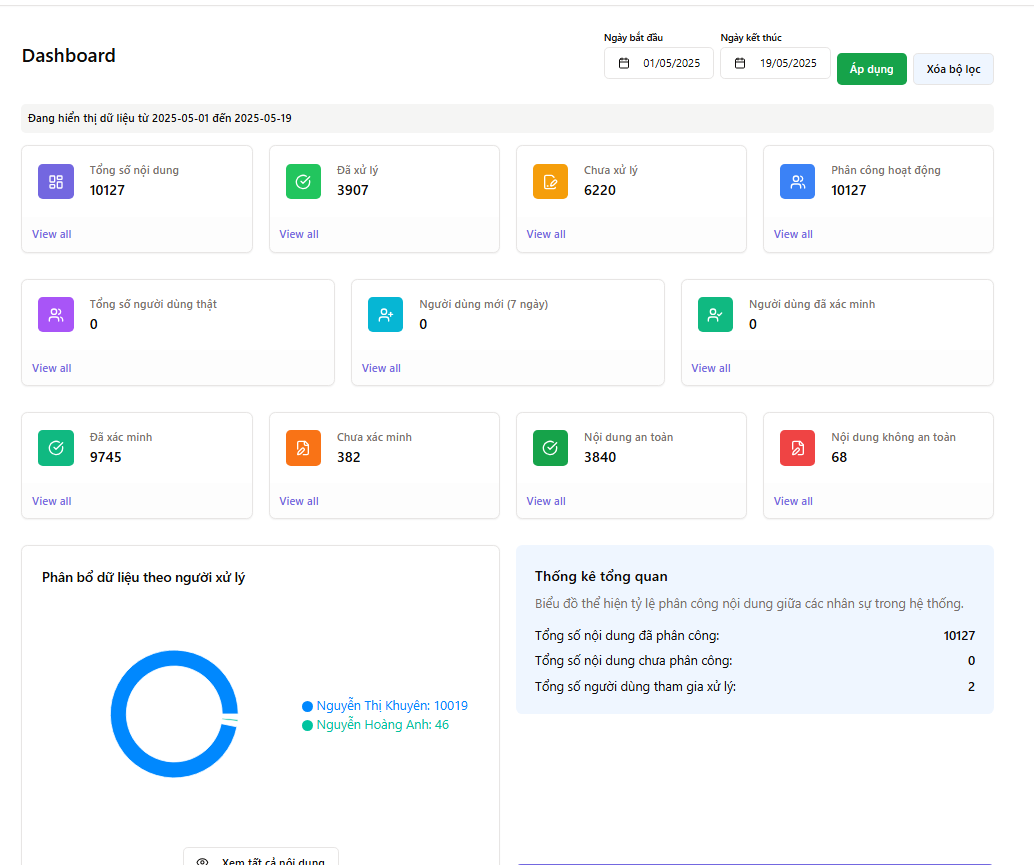 Dashboard
Ngày bắt đầu
Ngày kết thúc
01/05/2025
19/05/2025
Áp dụng
Xóa bộ lọc
Đang hiển thị dữ liệu từ 2025-05-01 đến 2025-05-19
Tổng số nội dung
10127
View all
Đã xử lý
3907
View all
Chưa xử lý
6220
View all
Phân công hoạt động
10127
View all
Tổng số người dùng thật
0
View all
Người dùng mới (7 ngày)
0
View all
Người dùng đã xác minh
0
View all
Đã xác minh
9745
View all
Chưa xác minh
382
View all
Nội dung an toàn
3840
View all
Nội dung không an toàn
68
View all
Phân bổ dữ liệu theo người xử lý
Nguyễn Thị Khuyên: 10019
Nguyễn Hoàng Anh: 46
Xem tất cả nội dung
Thống kê tổng quan
Biểu đồ thể hiện tỷ lệ phân công nội dung giữa các nhân sự trong hệ thống.
Tổng số nội dung đã phân công: 10127
Tổng số nội dung chưa phân công: 0
Tổng số người dùng tham gia xử lý: 2